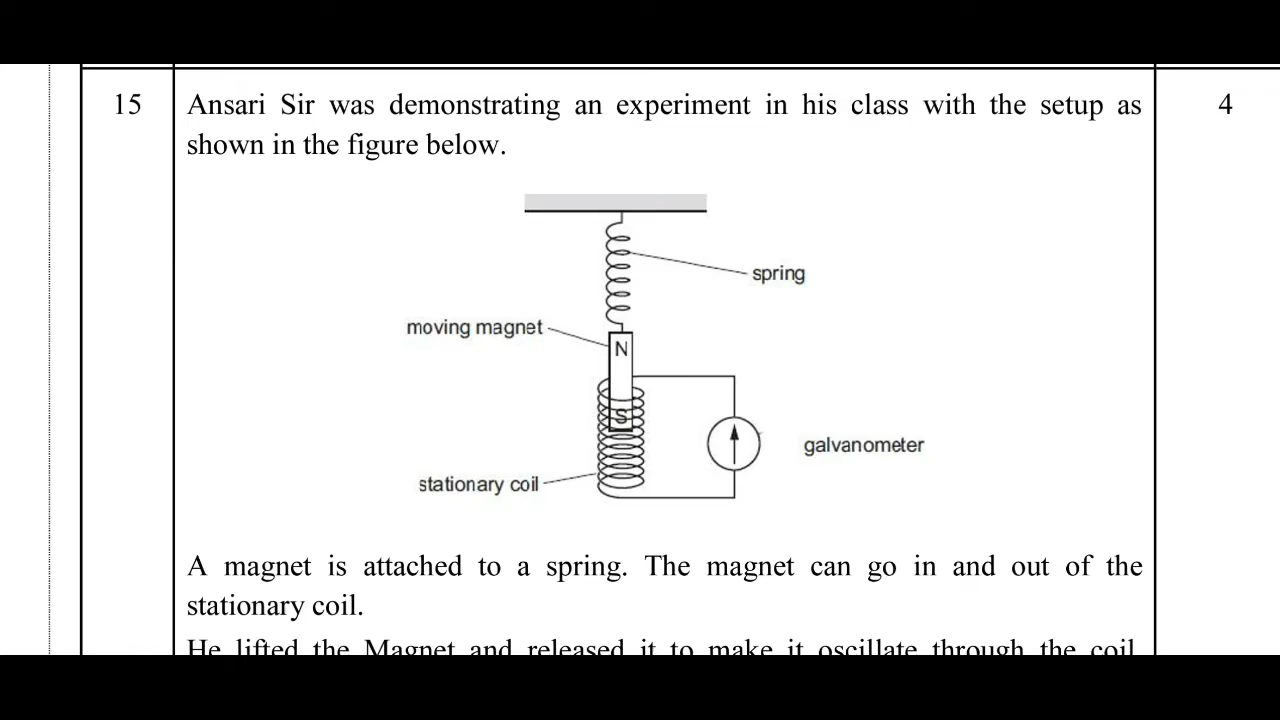 15
Ansari Sir was demonstrating an experiment in his class with the setup as
4
shown in the figure below.
spring
moving magnet
N
S
galvanometer
stationary coil
A magnet is attached to a spring. The magnet can go in and out of the
stationary coil.
He lifted the Magnet and released it to make it oscillate through the coil.